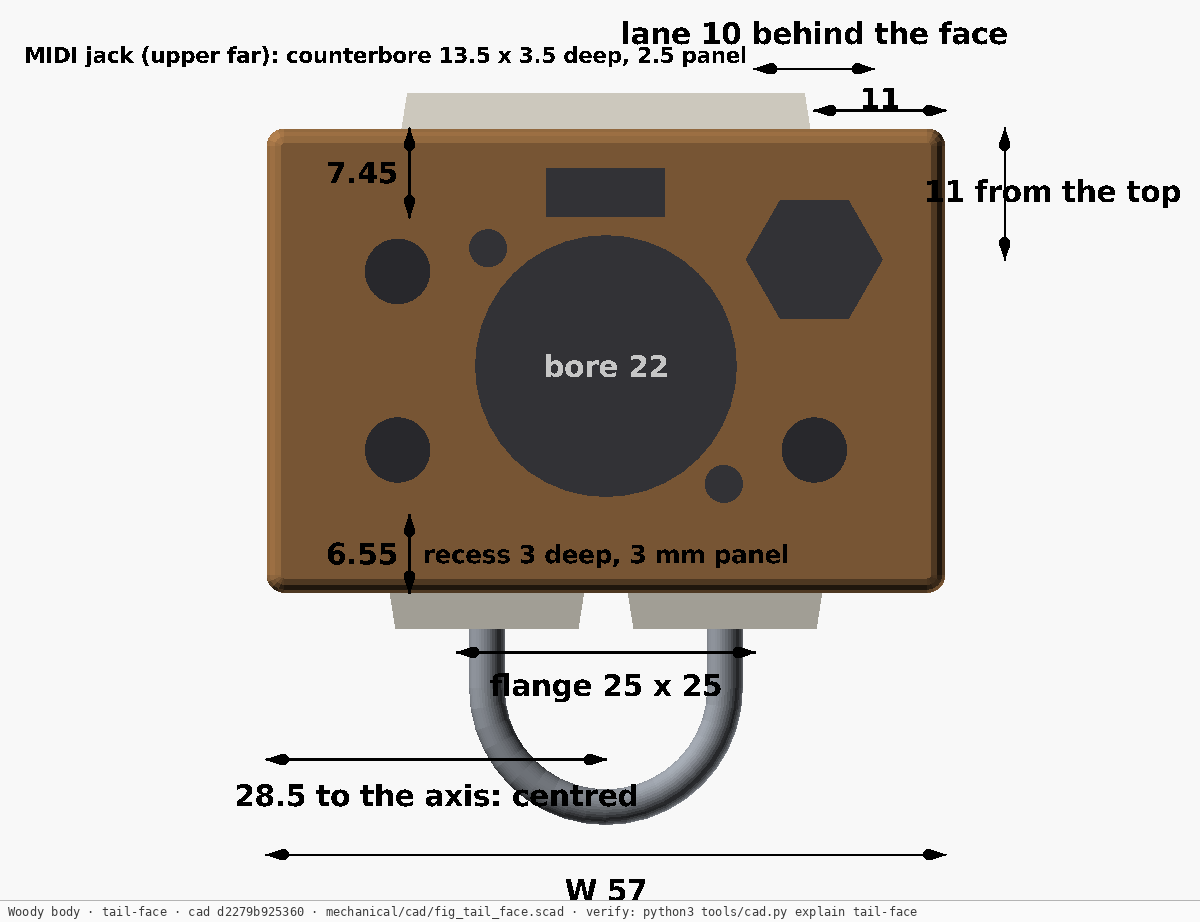 lane 10 behind the face
MIDI jack (upper far): counterbore 13.5 x 3.5 deep, 2.5 panel
11
7.45
11 from the top
bore 22
6.55
recess 3 deep, 3 mm panel
flange 25 x 25
28.5 to the axis: centred
W 57
Woody body · tail-face · cad d2279b925360 · mechanical/cad/fig_tail_face.scad · verify: python3 tools/cad.py explain tail-face